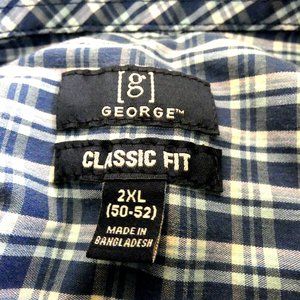 [g]
GEORGE™
CLASSIC FIT
2XL
(50-52)
MADE IN
BANGLADESH